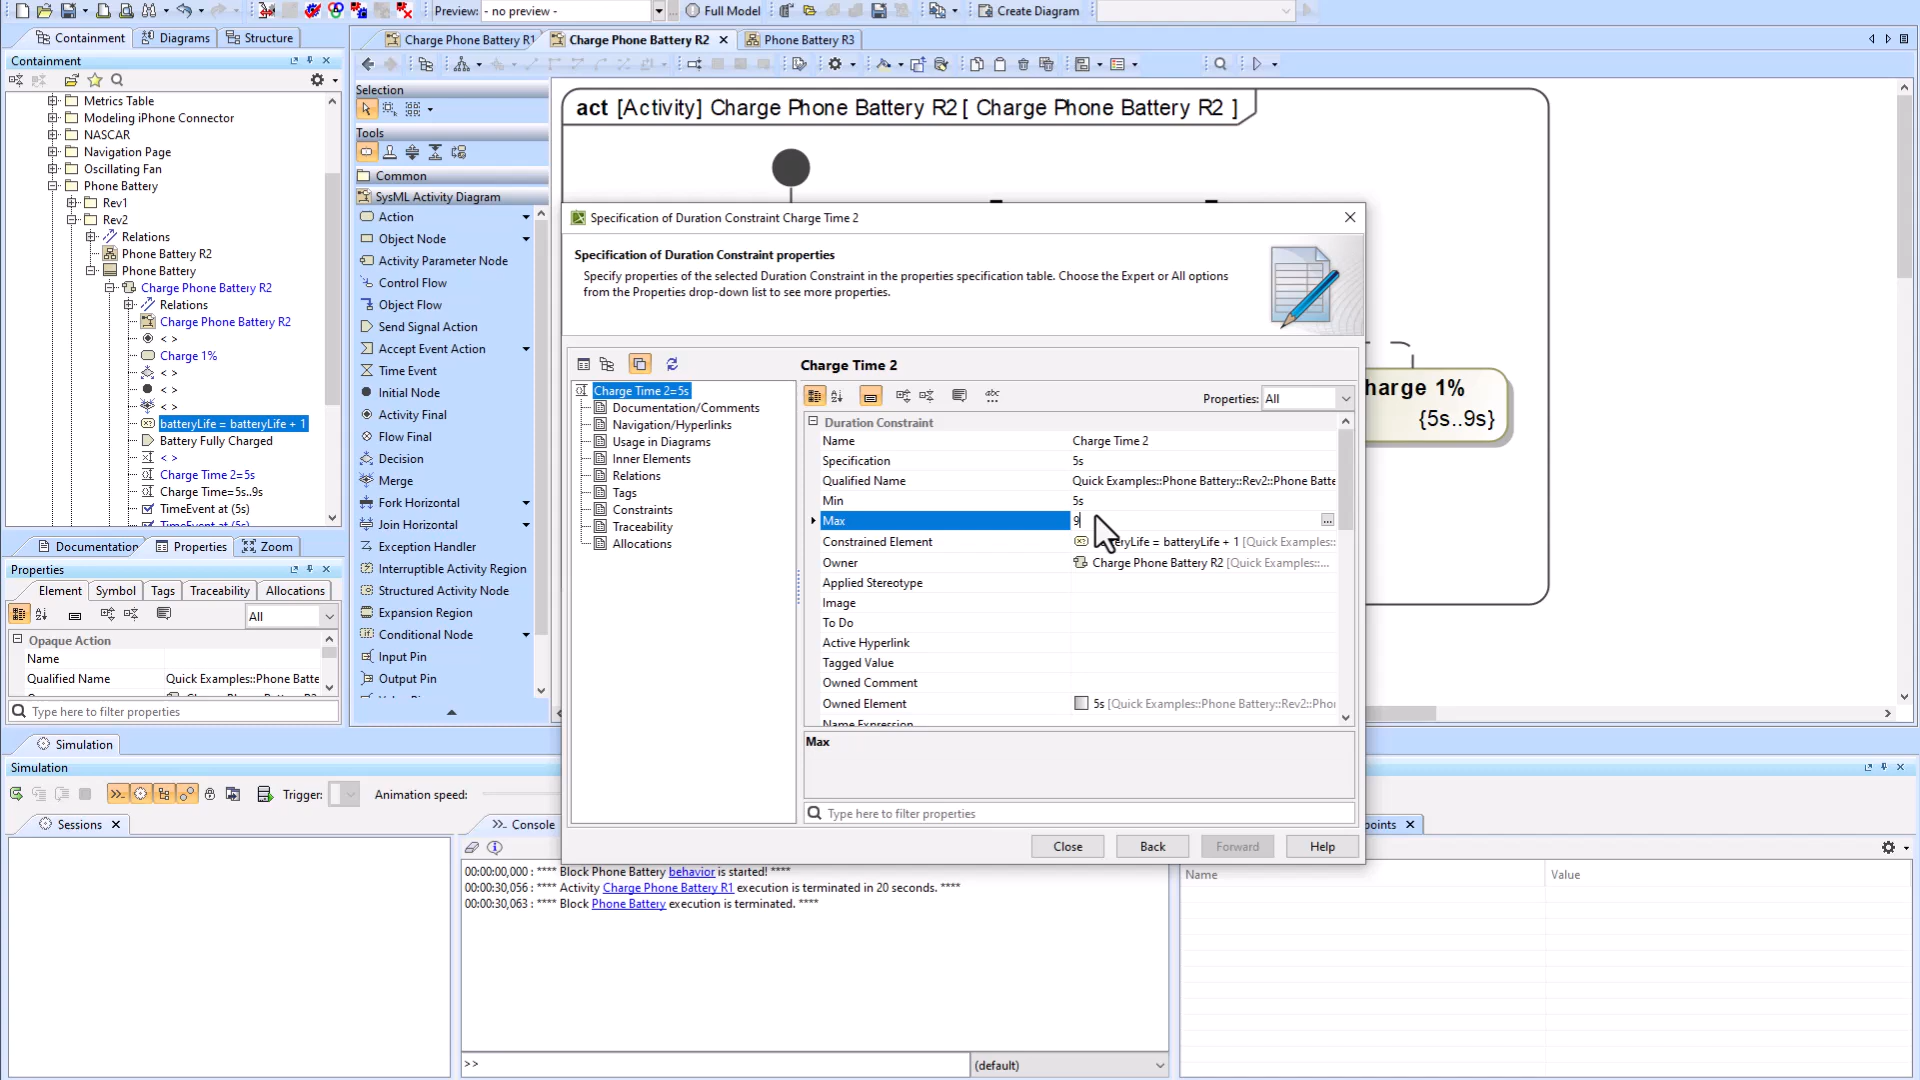 Preview: - no preview -
Full Model
Create Diagram
Containment
Diagrams
Structure
Charge Phone Battery R1
Charge Phone Battery R2
Phone Battery R3
Containment
Metrics Table
Modeling iPhone Connector
NASCAR
Navigation Page
Oscillating Fan
Phone Battery
Rev1
Rev2
Relations
Phone Battery R2
Phone Battery
Charge Phone Battery R2
Relations
Charge Phone Battery R2
< >
Charge 1%
< >
< >
< >
batteryLife = batteryLife + 1
Battery Fully Charged
< >
Charge Time 2=5s
Charge Time=5s..9s
TimeEvent at (5s)
TimeEvent at (5s)
Documentation
Properties
Zoom
Properties
Element
Symbol
Tags
Traceability
Allocations
All
Opaque Action
Name
Qualified Name
Quick Examples::Phone Batte
Type here to filter properties
Selection
Tools
Common
SysML Activity Diagram
Action
Object Node
Activity Parameter Node
Control Flow
Object Flow
Send Signal Action
Accept Event Action
Time Event
Initial Node
Activity Final
Flow Final
Decision
Merge
Fork Horizontal
Join Horizontal
Exception Handler
Interruptible Activity Region
Structured Activity Node
Expansion Region
Conditional Node
Input Pin
Output Pin
act [Activity] Charge Phone Battery R2 [ Charge Phone Battery R2 ]
harge 1%
{5s..9s}
Specification of Duration Constraint Charge Time 2
Specification of Duration Constraint properties
Specify properties of the selected Duration Constraint in the properties specification table. Choose the Expert or All options
from the Properties drop-down list to see more properties.
Charge Time 2=5s
Documentation/Comments
Navigation/Hyperlinks
Usage in Diagrams
Inner Elements
Relations
Tags
Constraints
Traceability
Allocations
Charge Time 2
Properties: All
Duration Constraint
Name Charge Time 2
Specification 5s
Qualified Name Quick Examples::Phone Battery::Rev2::Phone Batte
Min 5s
Max 9
Constrained Element yLife = batteryLife + 1 [Quick Examples::
Owner Charge Phone Battery R2 [Quick Examples::...
Applied Stereotype
Image
To Do
Active Hyperlink
Tagged Value
Owned Comment
Owned Element 5s [Quick Examples::Phone Battery::Rev2::Phor
Name Expression
Max
Type here to filter properties
Close
Back
Forward
Help
Simulation
Simulation
Trigger:
Animation speed:
Sessions
Console
points
00:00:00,000 : **** Block Phone Battery behavior is started! ****
00:00:30,056 : **** Activity Charge Phone Battery R1 execution is terminated in 20 seconds. ****
00:00:30,063 : **** Block Phone Battery execution is terminated. ****
>>
(default)
Name
Value